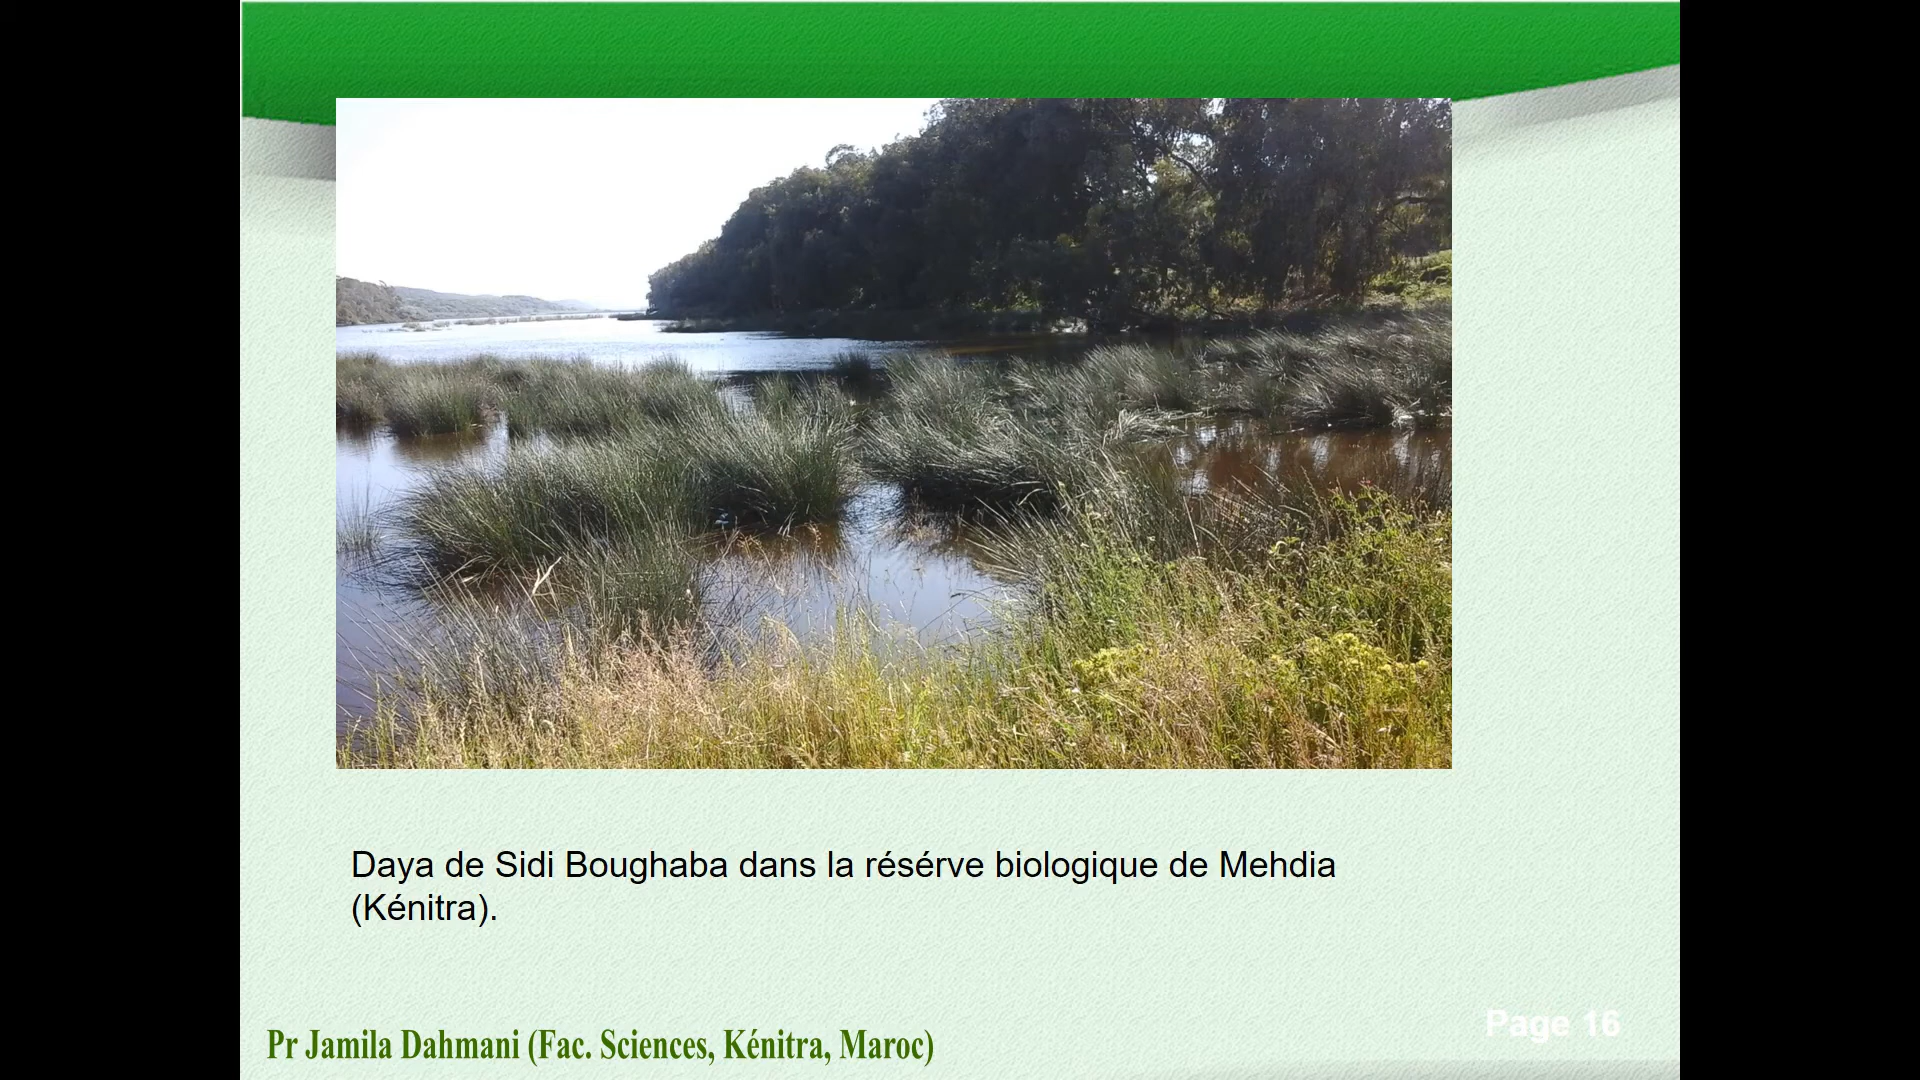 Daya de Sidi Boughaba dans la résérve biologique de Mehdia
(Kénitra).
Pr Jamila Dahmani (Fac. Sciences, Kénitra, Maroc)
Page 16